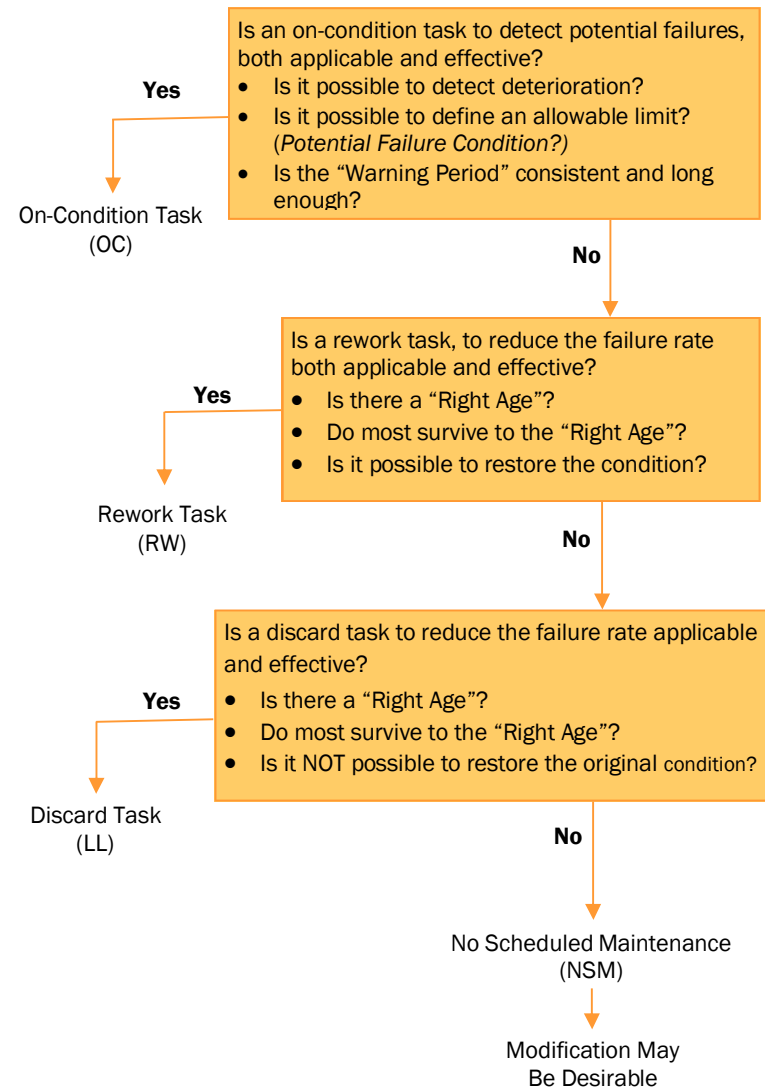 Is an on-condition task to detect potential failures,
both applicable and effective?
• Is it possible to detect deterioration?
• Is it possible to define an allowable limit?
(Potential Failure Condition?)
• Is the “Warning Period” consistent and long
enough?
Yes
On-Condition Task
(OC)
No
Is a rework task, to reduce the failure rate
both applicable and effective?
• Is there a “Right Age”?
• Do most survive to the “Right Age”?
• Is it possible to restore the condition?
Yes
Rework Task
(RW)
No
Is a discard task to reduce the failure rate applicable
and effective?
• Is there a “Right Age”?
• Do most survive to the “Right Age”?
• Is it NOT possible to restore the original condition?
Yes
Discard Task
(LL)
No
No Scheduled Maintenance
(NSM)
Modification May
Be Desirable